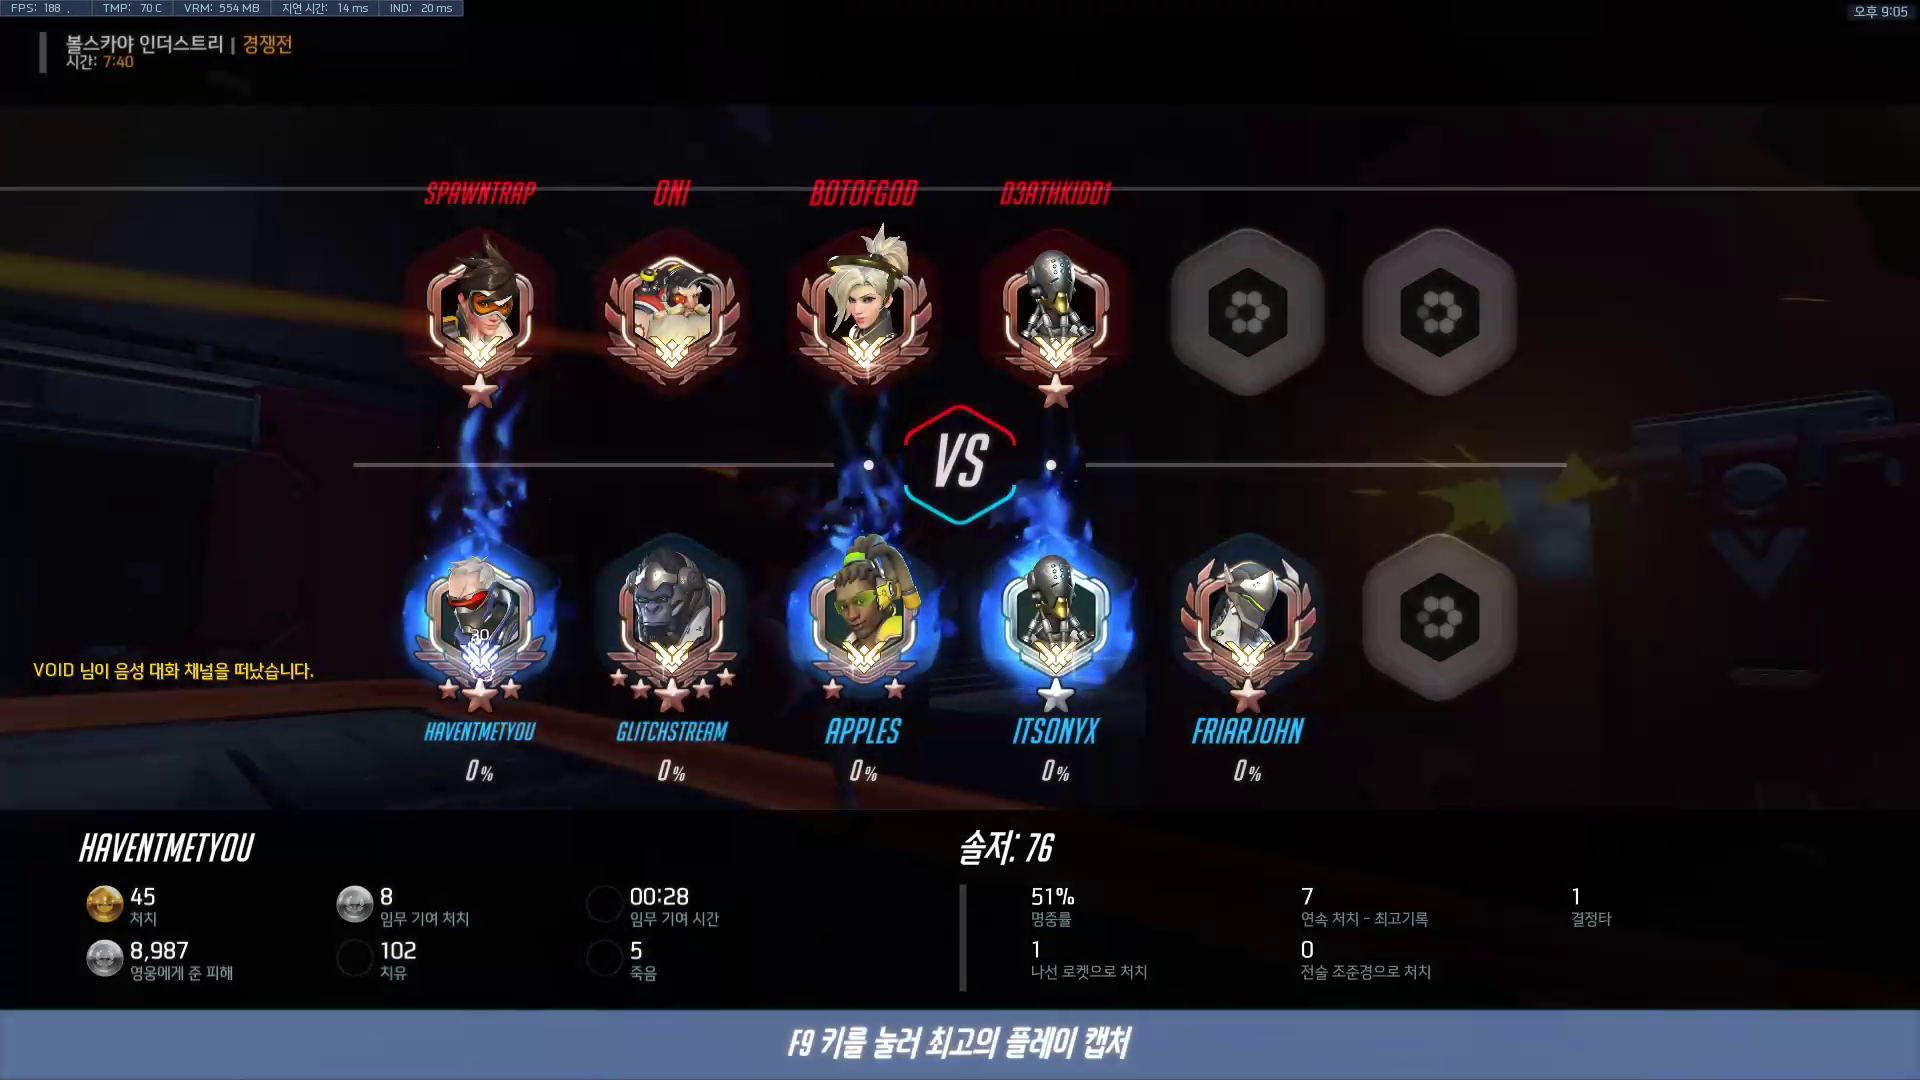 FPS: 188 . TMP: 70 C VRM: 554 MB 지연 시간: 14 ms IND: 20 ms
오후 9:05
볼스카야 인더스트리 | 경쟁전
시간: 7:40
SPAWNTRAP ONI BOTOFGOD D3ATHKIDD1
VS
30
VOID 님이 음성 대화 채널을 떠났습니다.
HAVENTMETYOU GLITCHSTREAM APPLES ITSONYX FRIARJOHN
0% 0% 0% 0% 0%
HAVENTMETYOU
솔저: 76
45 8 00:28
처치 임무 기여 처치 임무 기여 시간
8,987 102 5
영웅에게 준 피해 치유 죽음
51% 7 1
명중률 연속 처치 - 최고기록 결정타
1 0
나선 로켓으로 처치 전술 조준경으로 처치
F9 키를 눌러 최고의 플레이 캡쳐